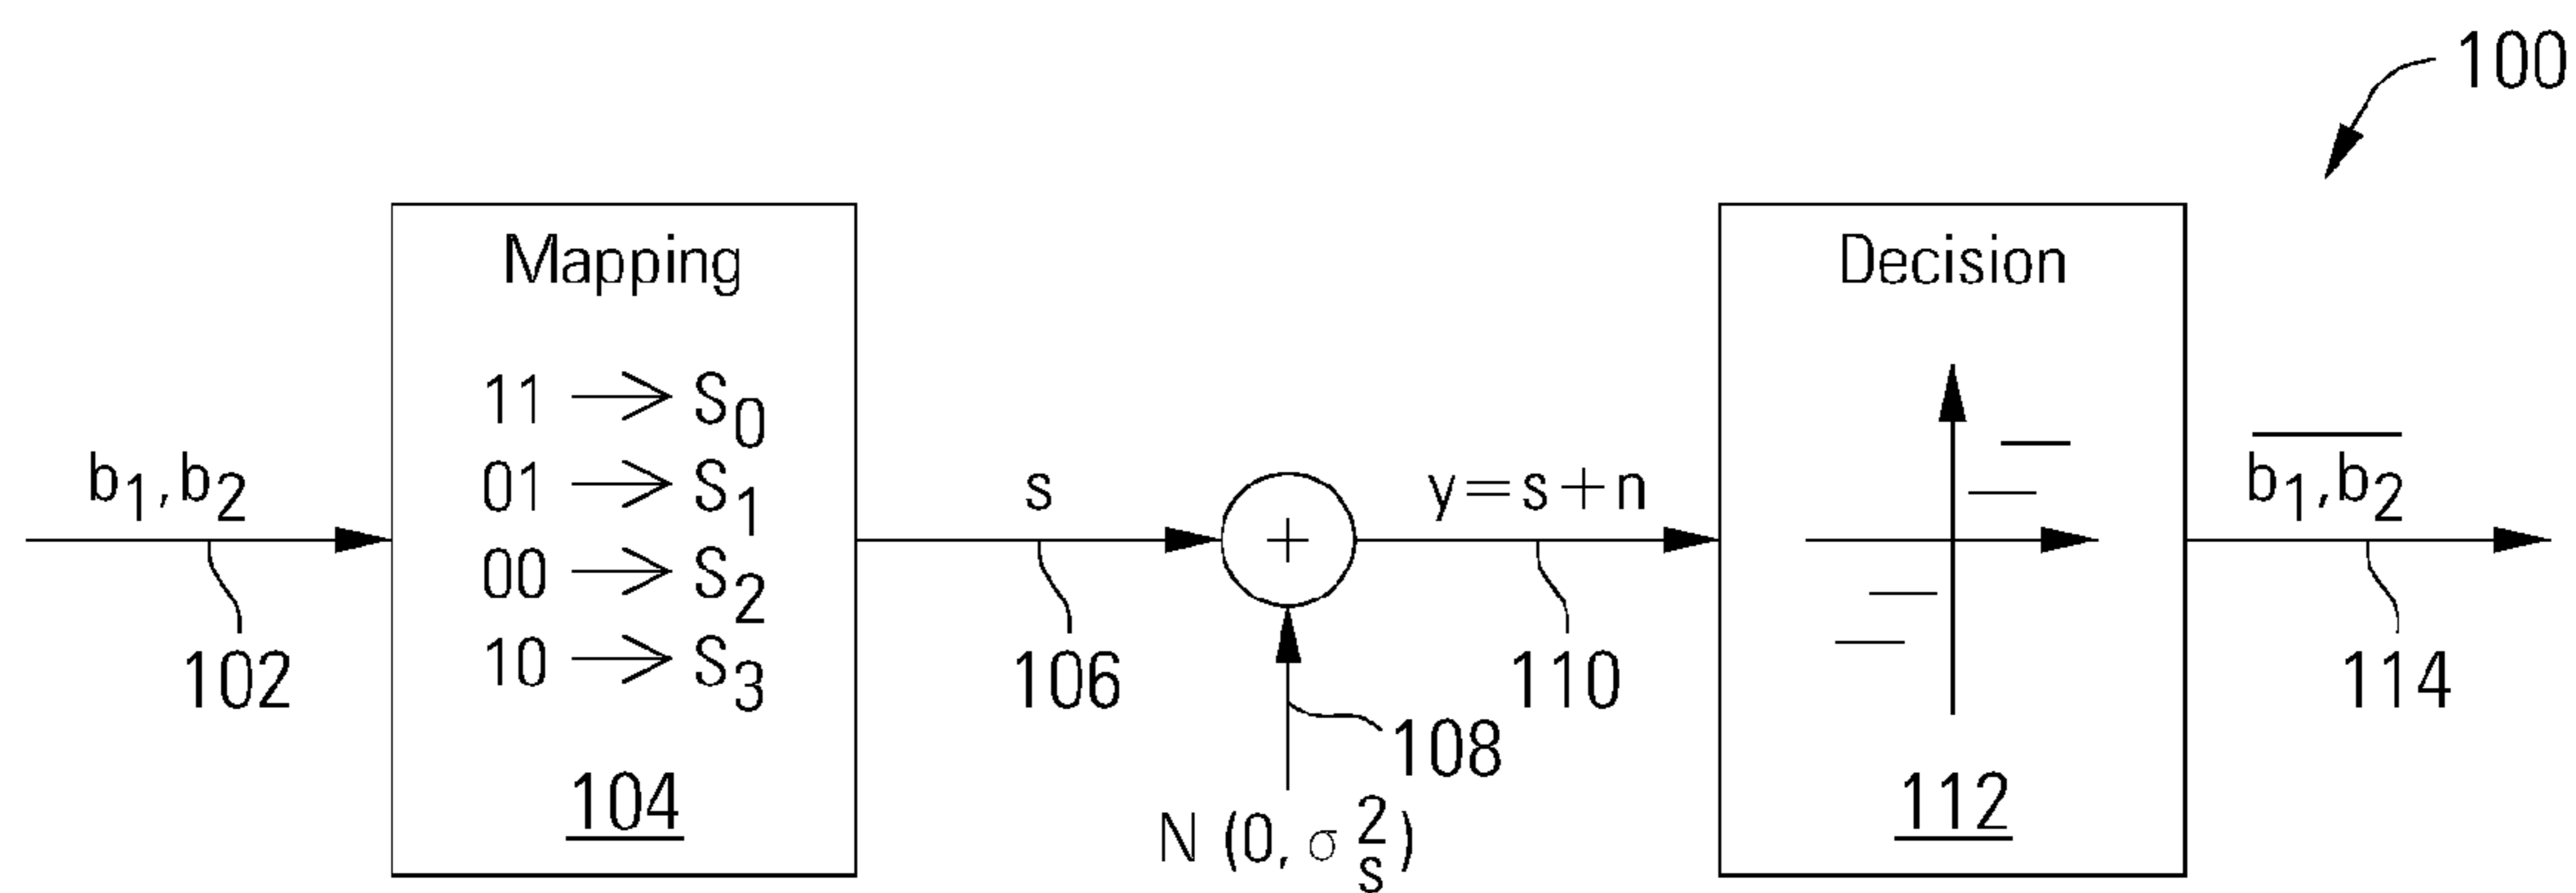 100
Mapping
11 → S₀
01 → S₁
00 → S₂
10 → S₃
104
b₁,b₂
102
s
106
+
N (0, σ 2/s)
108
y=s+n
110
Decision
112
b₁,b₂
114